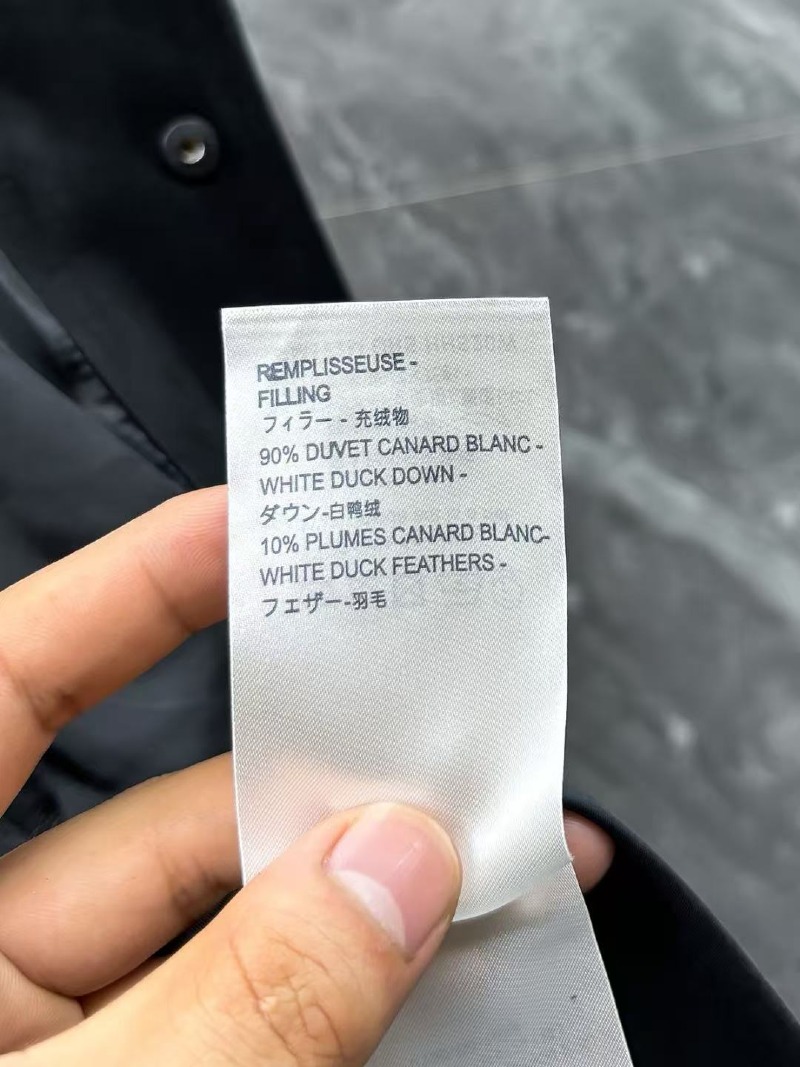 REMPLISSEUSE -
FILLING
フィラー - 充绒物
90% DUVET CANARD BLANC -
WHITE DUCK DOWN -
ダウン-白鸭绒
10% PLUMES CANARD BLANC-
WHITE DUCK FEATHERS -
フェザー-羽毛